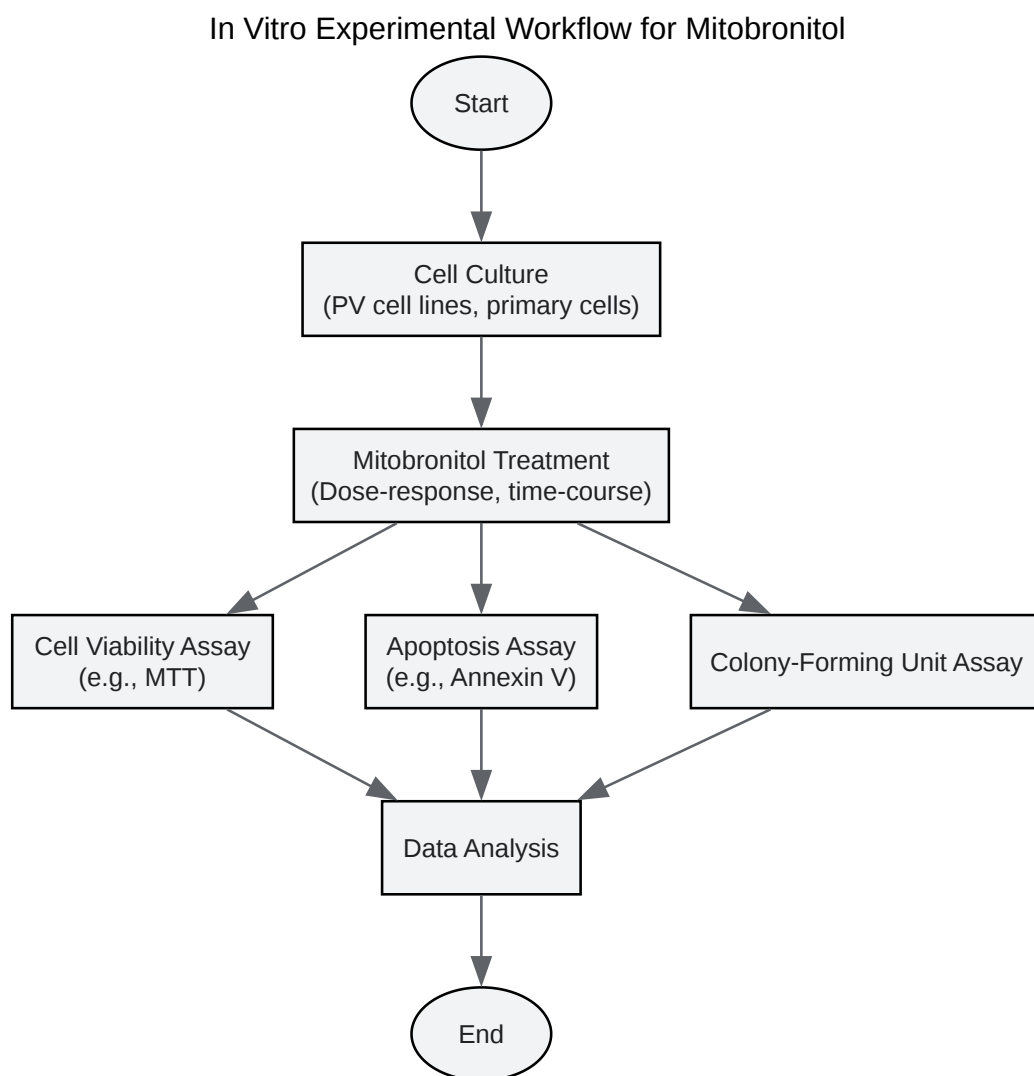 In Vitro Experimental Workflow for Mitobronitol
Start
Cell Culture
(PV cell lines, primary cells)
Mitobronitol Treatment
(Dose-response, time-course)
Cell Viability Assay
(e.g., MTT)
Apoptosis Assay
(e.g., Annexin V)
Colony-Forming Unit Assay
Data Analysis
End